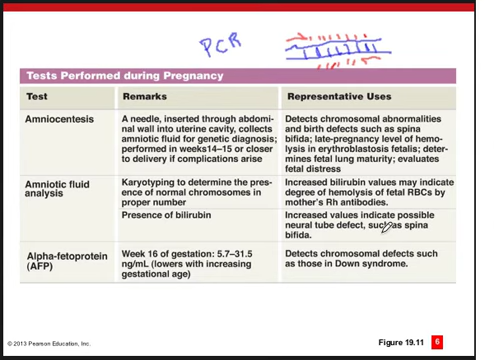 PCR
Tests Performed during Pregnancy
Test Remarks Representative Uses
Amniocentesis
A needle, inserted through abdomi-
nal wall into uterine cavity, collects
amniotic fluid for genetic diagnosis;
performed in weeks14–15 or closer
to delivery if complications arise
Detects chromosomal abnormalities
and birth defects such as spina
bifida; late-pregnancy level of hemo-
lysis in erythroblastosis fetalis; deter-
mines fetal lung maturity; evaluates
fetal distress
Amniotic fluid
analysis
Karyotyping to determine the pres-
ence of normal chromosomes in
proper number
Increased bilirubin values may indicate
degree of hemolysis of fetal RBCs by
mother's Rh antibodies.
Presence of bilirubin
Increased values indicate possible
neural tube defect, such as spina
bifida.
Alpha-fetoprotein
(AFP)
Week 16 of gestation: 5.7–31.5
ng/mL (lowers with increasing
gestational age)
Detects chromosomal defects such
as those in Down syndrome.
© 2013 Pearson Education, Inc.
Figure 19.11
6